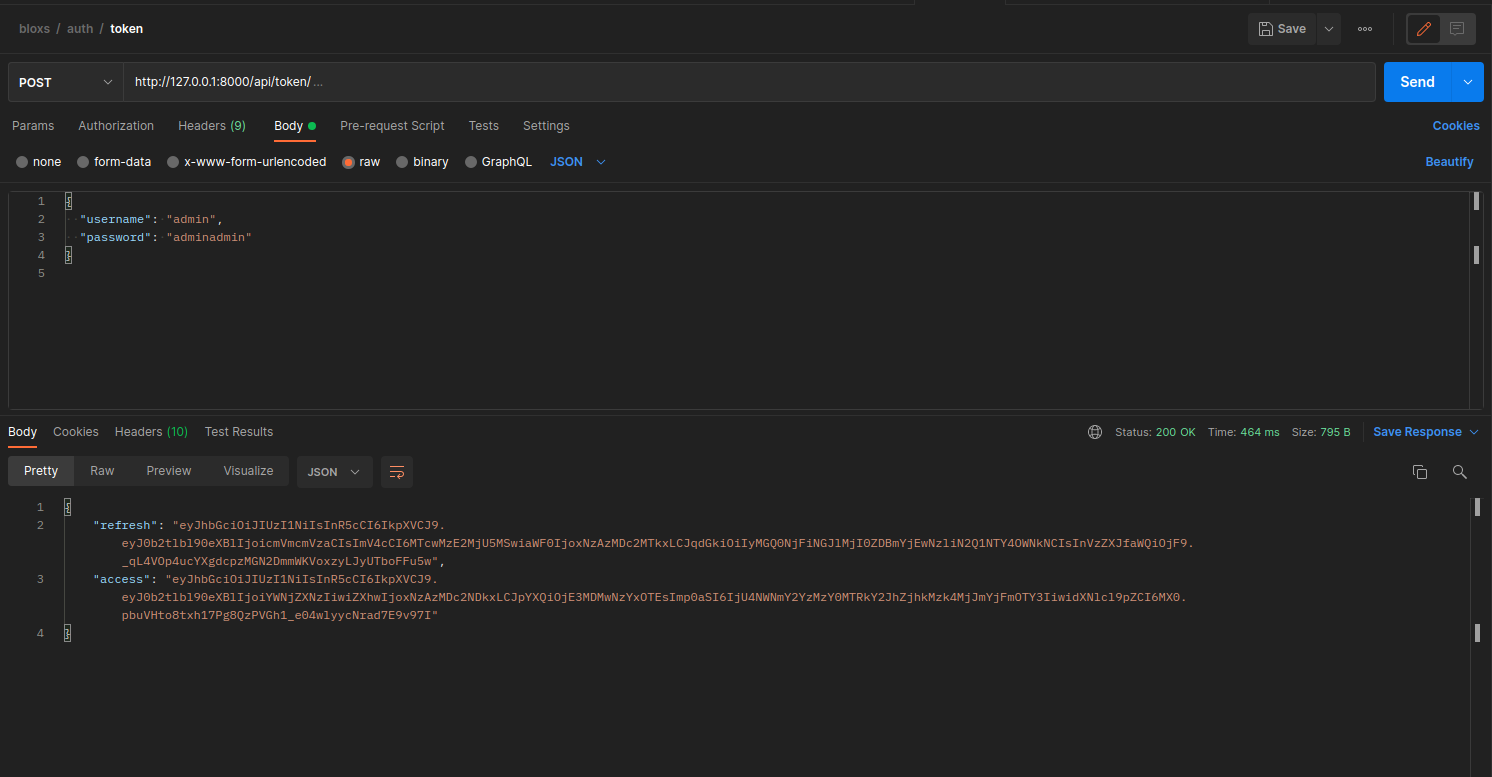 bloxs / auth / token
Save
POST
http://127.0.0.1:8000/api/token/ ...
Send
Params Authorization Headers (9) Body Pre-request Script Tests Settings Cookies
none form-data x-www-form-urlencoded raw binary GraphQL JSON Beautify
1 {
2 "username": "admin",
3 "password": "adminadmin"
4 }
5
Body Cookies Headers (10) Test Results Status: 200 OK Time: 464 ms Size: 795 B Save Response
Pretty Raw Preview Visualize JSON
1 {
2 "refresh": "eyJhbGciOiJIUzI1NiIsInR5cCI6IkpXVCJ9.
eyJ0b2tlbl90eXBlIjoicmVmcmVzaCIsImV4cCI6MTcwMzE2MjU5MSwiaWF0IjoxNzAzMDc2MTkxLCJqdGkiOiIyMGQ0NjFiNGJlMjI0ZDBmYjEwNzliN2Q1NTY4OWNkNCIsInVzZXJfaWQiOjF9.
_qL4VOp4ucYXgdcpzMGN2DmmWKVoxzyLJyUTboFFu5w",
3 "access": "eyJhbGciOiJIUzI1NiIsInR5cCI6IkpXVCJ9.
eyJ0b2tlbl90eXBlIjoiYWNjZXNzIiwiZXhwIjoxNzAzMDc2NDkxLCJpYXQiOjE3MDMwNzYxOTEsImp0aSI6IjU4NWNmY2YzMzY0MTRkY2JhZjhkMzk4MjJmYjFmOTY3IiwidXNlcl9pZCI6MX0.
pbuVHto8txh17Pg8QzPVGh1_e04wlyycNrad7E9v97I"
4 }